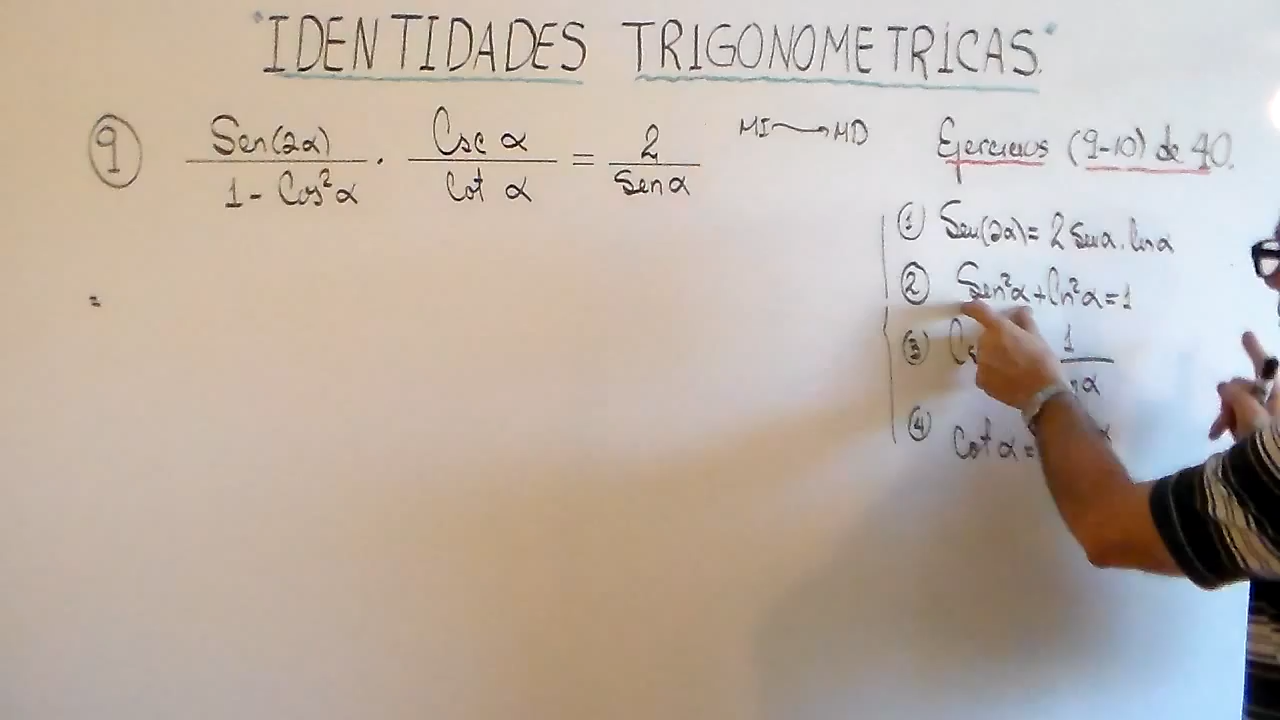 "IDENTIDADES TRIGONOMETRICAS."
9 Sen(2α) / 1 - Cos²α · Csc α / Cot α = 2 / Sen α
MI → MD
Ejercicios (9-10) de 40.
① Sen(2α) = 2 Sen α . Cos α
② Sen²α + Cos²α = 1
③ 1
④ Cot α =
=